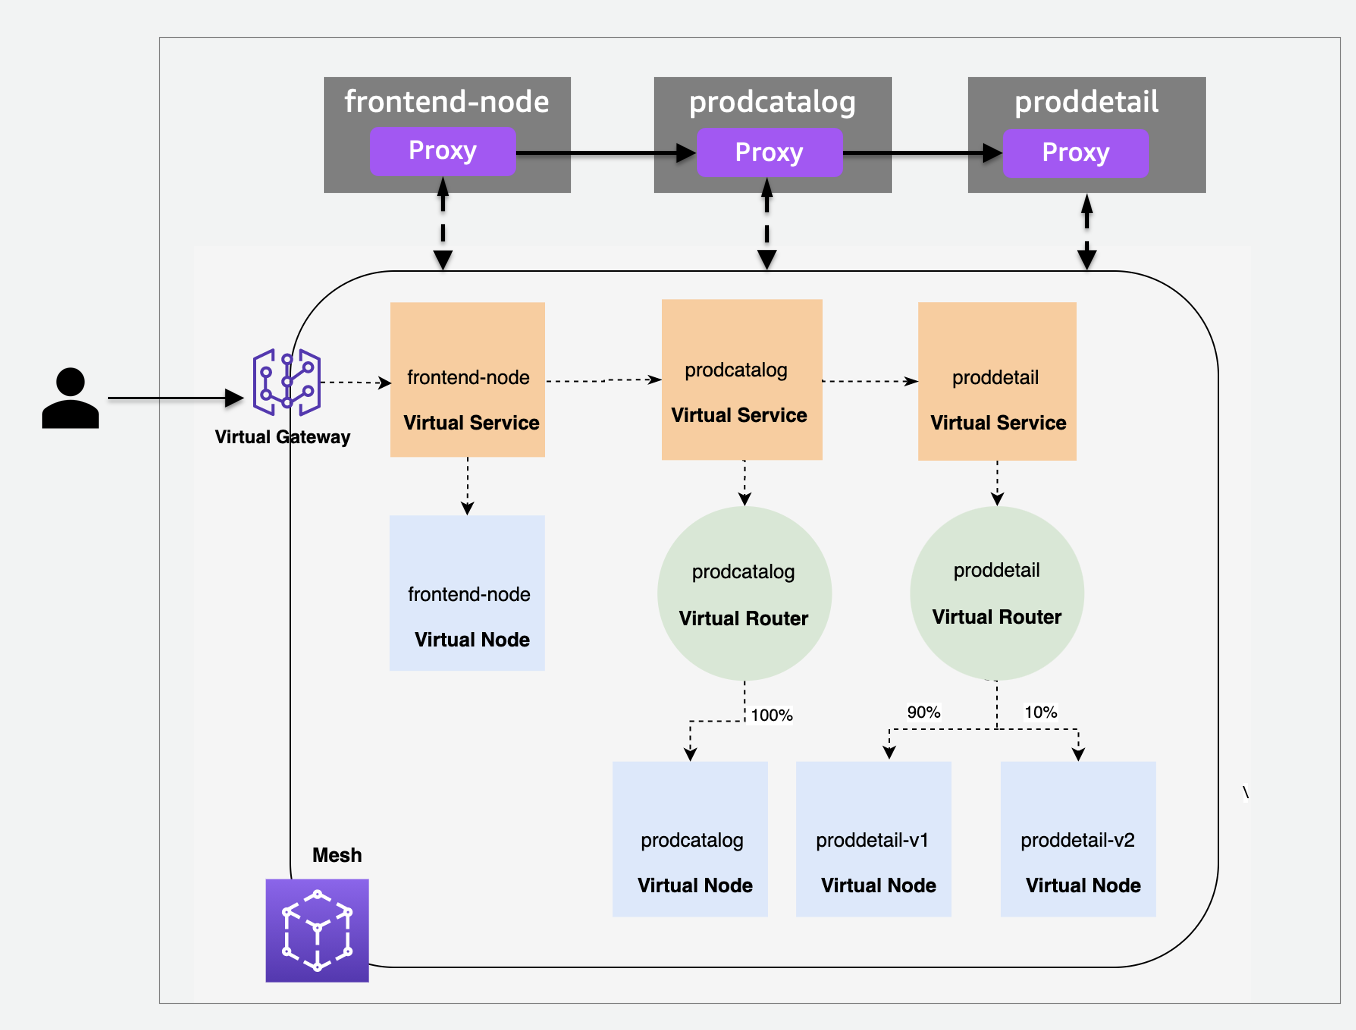 frontend-node
prodcatalog
proddetail
Proxy
Proxy
Proxy
frontend-node
Virtual Service
prodcatalog
Virtual Service
proddetail
Virtual Service
Virtual Gateway
frontend-node
Virtual Node
prodcatalog
Virtual Router
proddetail
Virtual Router
100%
90%
10%
\
prodcatalog
Virtual Node
proddetail-v1
Virtual Node
proddetail-v2
Virtual Node
Mesh